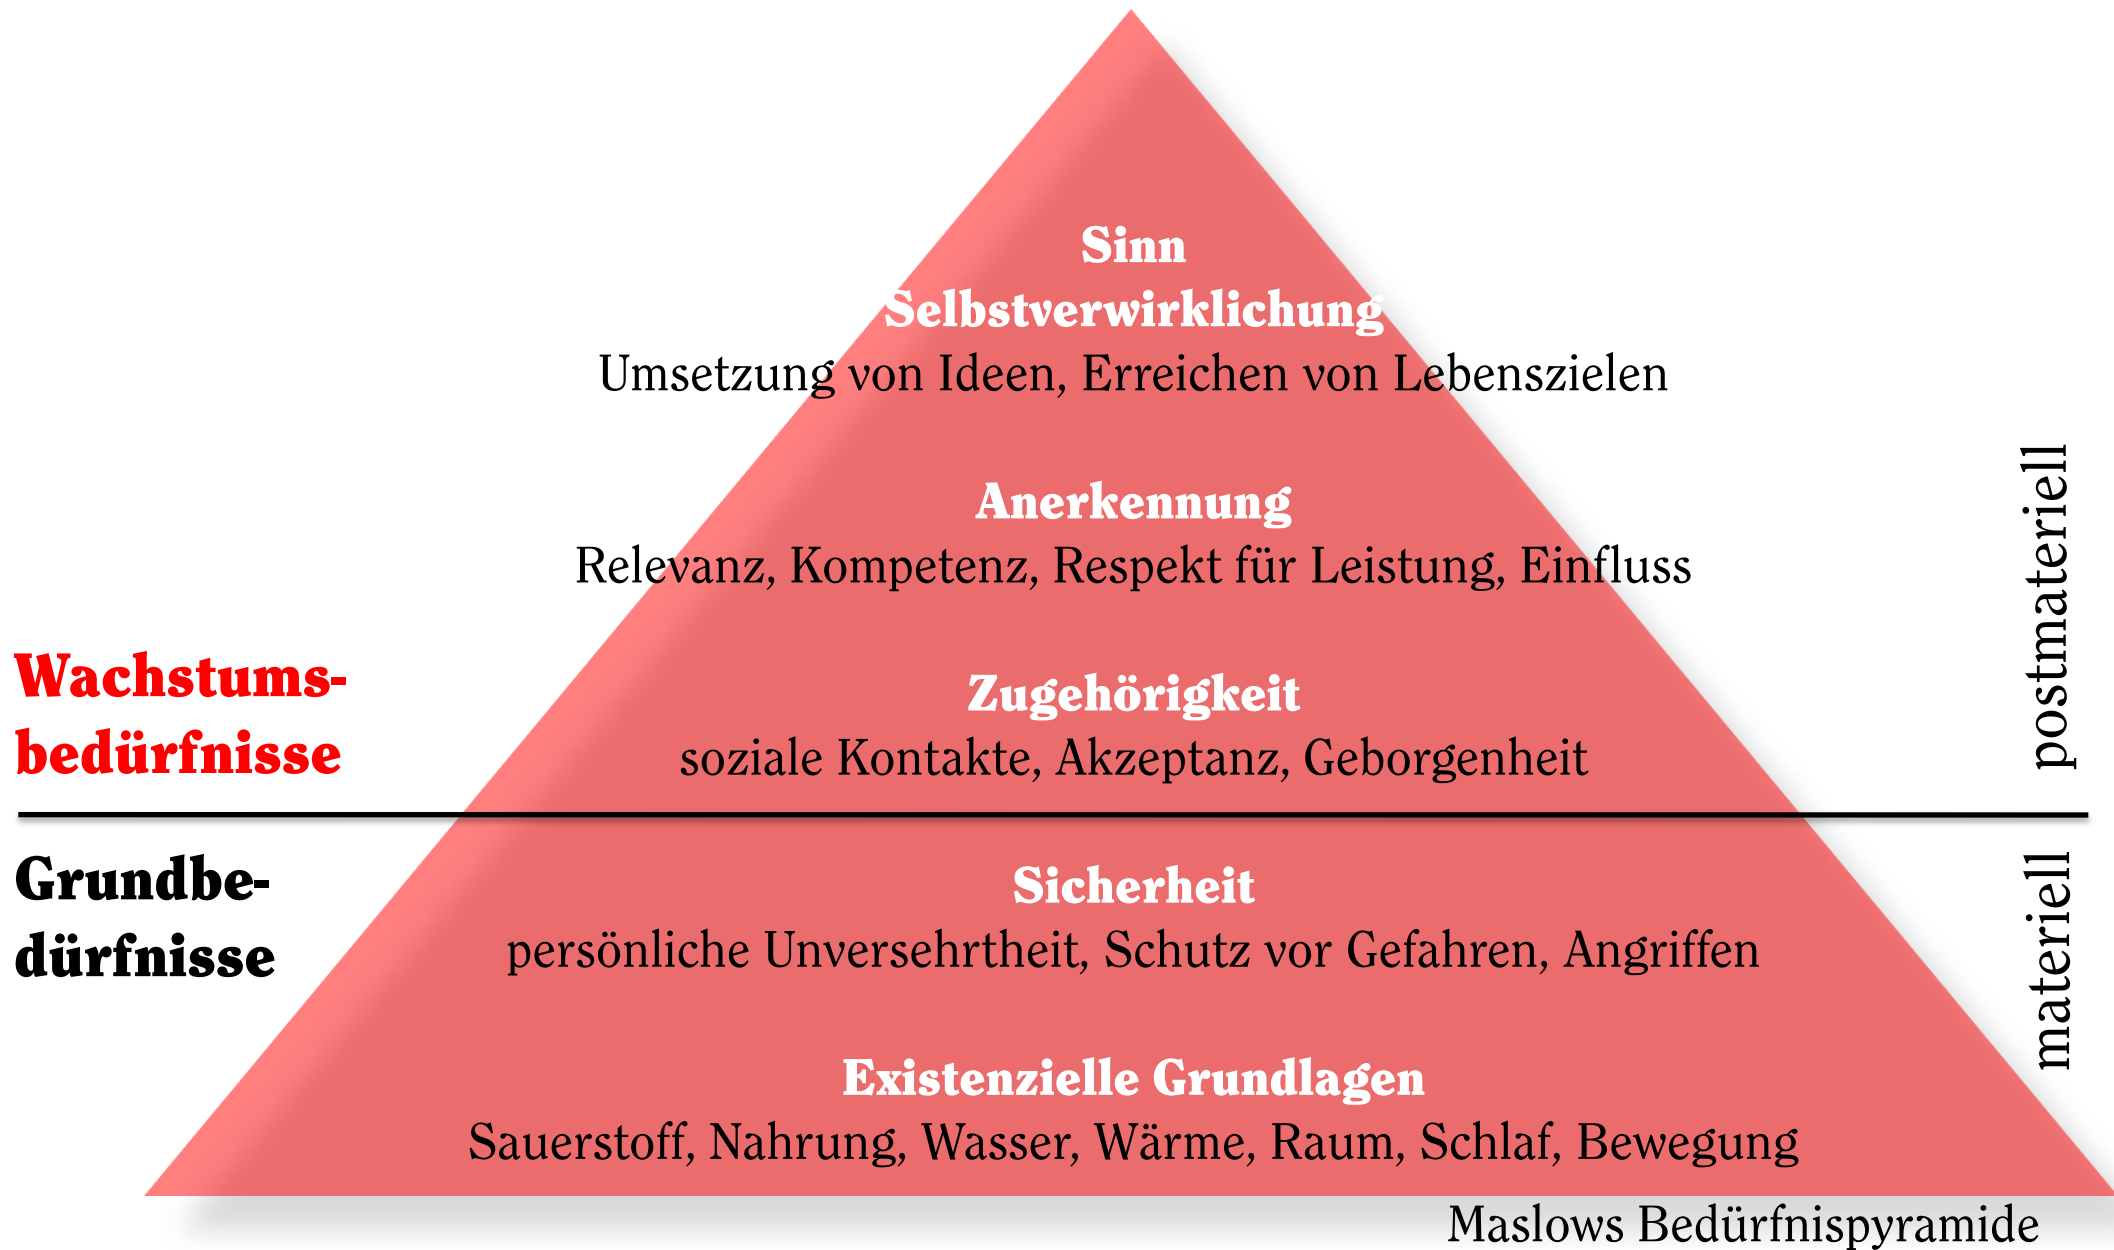 Sinn
Selbstverwirklichung
Umsetzung von Ideen, Erreichen von Lebenszielen
Anerkennung
Relevanz, Kompetenz, Respekt für Leistung, Einfluss
Zugehörigkeit
soziale Kontakte, Akzeptanz, Geborgenheit
Wachstums-
bedürfnisse
postmateriell
Grundbe-
dürfnisse
Sicherheit
persönliche Unversehrtheit, Schutz vor Gefahren, Angriffen
Existenzielle Grundlagen
Sauerstoff, Nahrung, Wasser, Wärme, Raum, Schlaf, Bewegung
materiell
Maslows Bedürfnispyramide